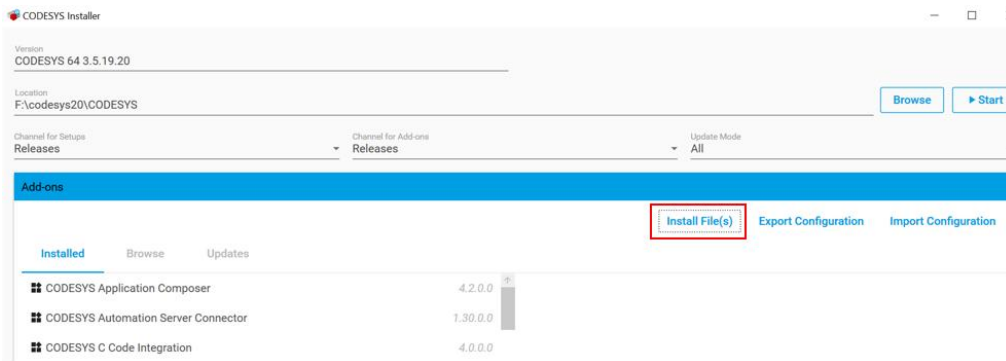 CODESYS Installer
Version
CODESYS 64 3.5.19.20
Location
F:\codesys20\CODESYS
Browse
Start
Channel for Setups
Channel for Add-ons
Update Mode
Releases
Releases
All
Add-ons
Install File(s)
Export Configuration
Import Configuration
Installed
Browse
Updates
CODESYS Application Composer
4.2.0.0
CODESYS Automation Server Connector
1.30.0.0
CODESYS C Code Integration
4.0.0.0